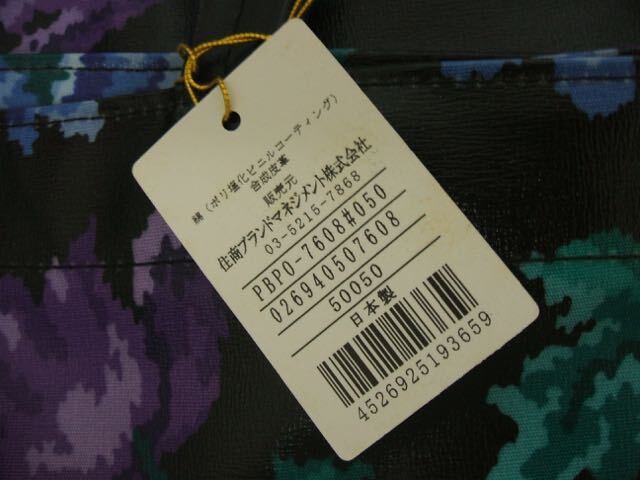 綿（ポリ塩化ビニルコーティング）
合成皮革
販売元
住商ブランドマネジメント株式会社
03-5215-7868
PBP0-7608#050
026940507608
50050
日本製
4526925193659